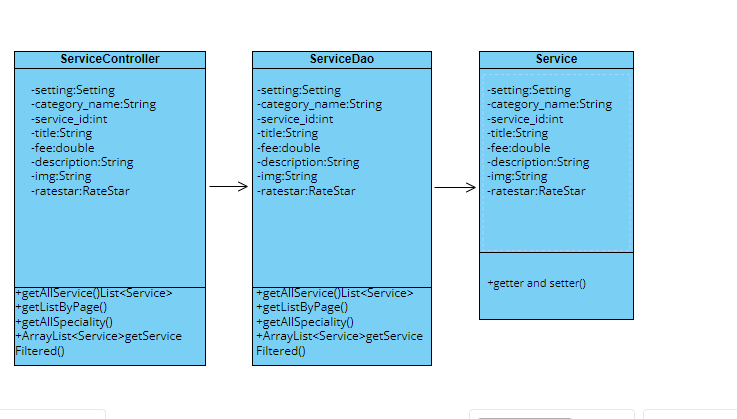 ServiceController
-setting:Setting
-category_name:String
-service_id:int
-title:String
-fee:double
-description:String
-img:String
-ratestar:RateStar
+getAllService()List<Service>
+getListByPage()
+getAllSpeciality()
+ArrayList<Service>getService
Filtered()
ServiceDao
-setting:Setting
-category_name:String
-service_id:int
-title:String
-fee:double
-description:String
-img:String
-ratestar:RateStar
+getAllService()List<Service>
+getListByPage()
+getAllSpeciality()
+ArrayList<Service>getService
Filtered()
Service
-setting:Setting
-category_name:String
-service_id:int
-title:String
-fee:double
-description:String
-img:String
-ratestar:RateStar
+getter and setter()